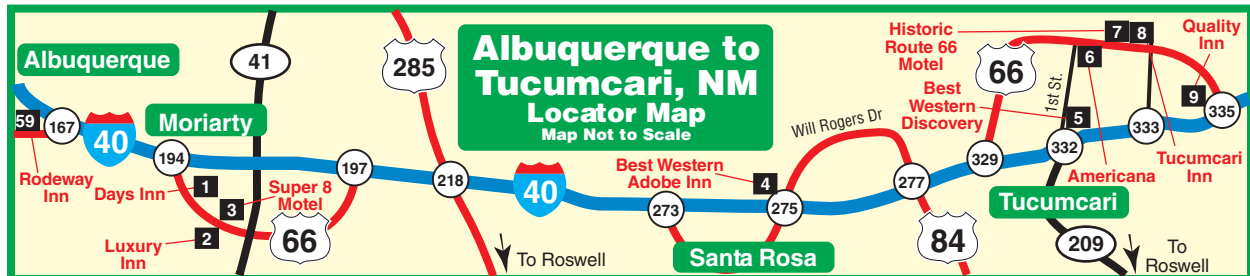 Albuquerque to
Tucumcari, NM
Locator Map
Map Not to Scale
Albuquerque
59
167
Rodeway
Inn
40
Moriarty
194
41
Days Inn
1
3
Super 8
Motel
Luxury
Inn
2
66
197
285
218
To Roswell
40
Best Western
Adobe Inn
4
273
275
Santa Rosa
Will Rogers Dr
277
84
329
66
Historic
Route 66
Motel
7
8
6
1st St.
Best
Western
Discovery
5
332
333
Quality
Inn
9
335
Americana
Tucumcari
Inn
Tucumcari
209
To
Roswell